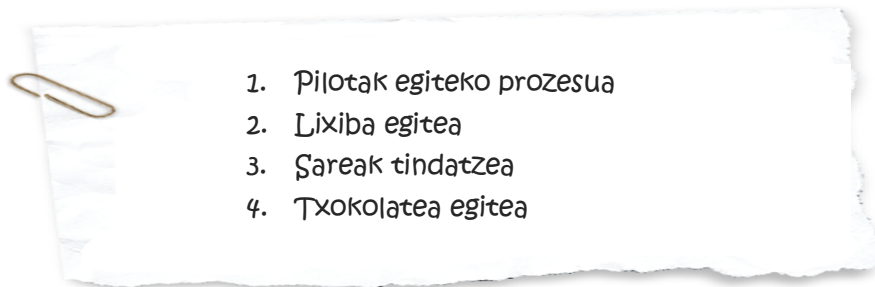 1. Pilotak egiteko prozesua
2. Lixiba egitea
3. Sareak tindatzea
4. Txokolatea egitea